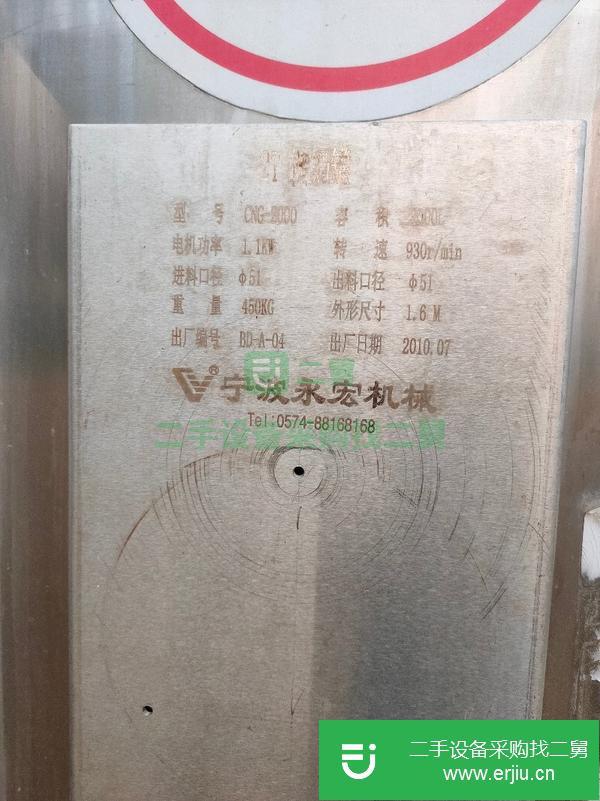 型 号 CNG-2000 容 积 2000L
电机功率 1.1KW 转 速 930r/min
进料口径 φ51 出料口径 φ51
重 量 450KG 外形尺寸 1.6 M
出厂编号 BD-A-04 出厂日期 2010.07
二舅
® 宁波永宏机械
Tel:0574-88168168
二手设备采购找二舅
二手设备采购找二舅
www.erjiu.cn